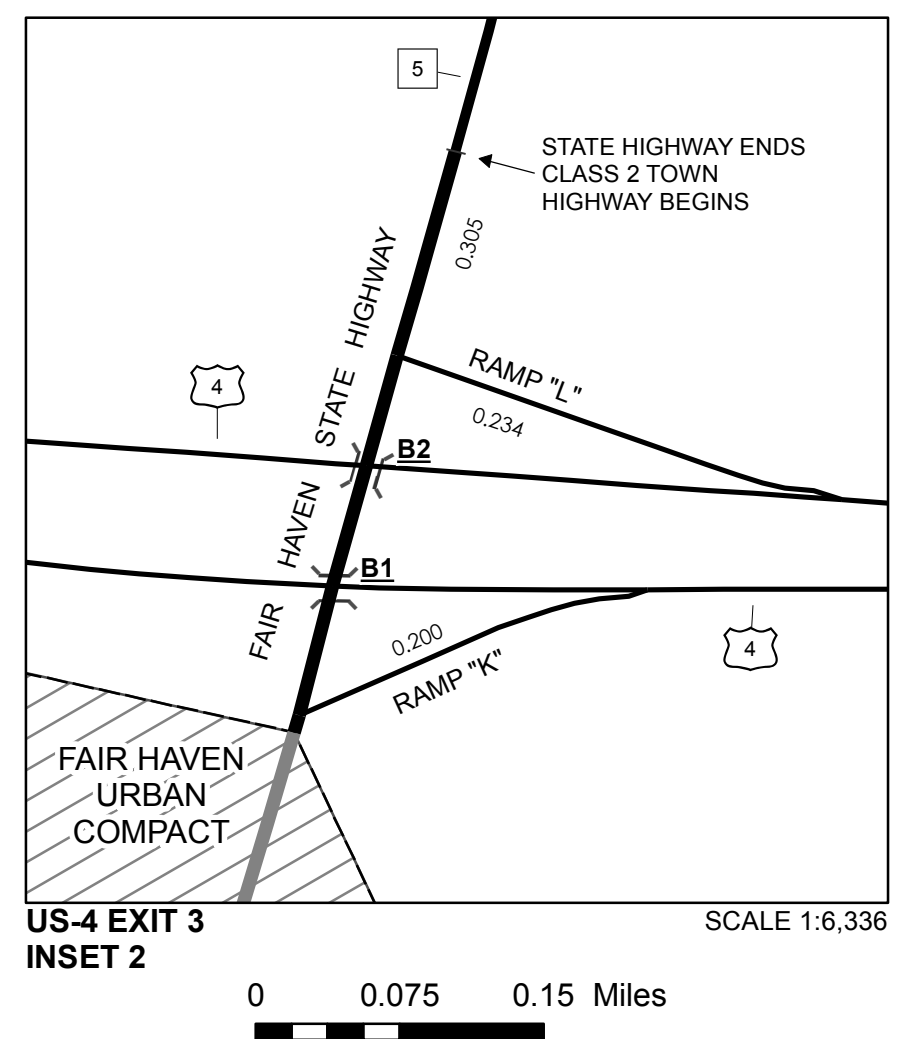 5
STATE HIGHWAY ENDS
CLASS 2 TOWN
HIGHWAY BEGINS
0.305
FAIR HAVEN STATE HIGHWAY
RAMP "L"
0.234
4
B2
B1
0.200
RAMP "K"
4
FAIR HAVEN
URBAN
COMPACT
US-4 EXIT 3
INSET 2
SCALE 1:6,336
0 0.075 0.15 Miles